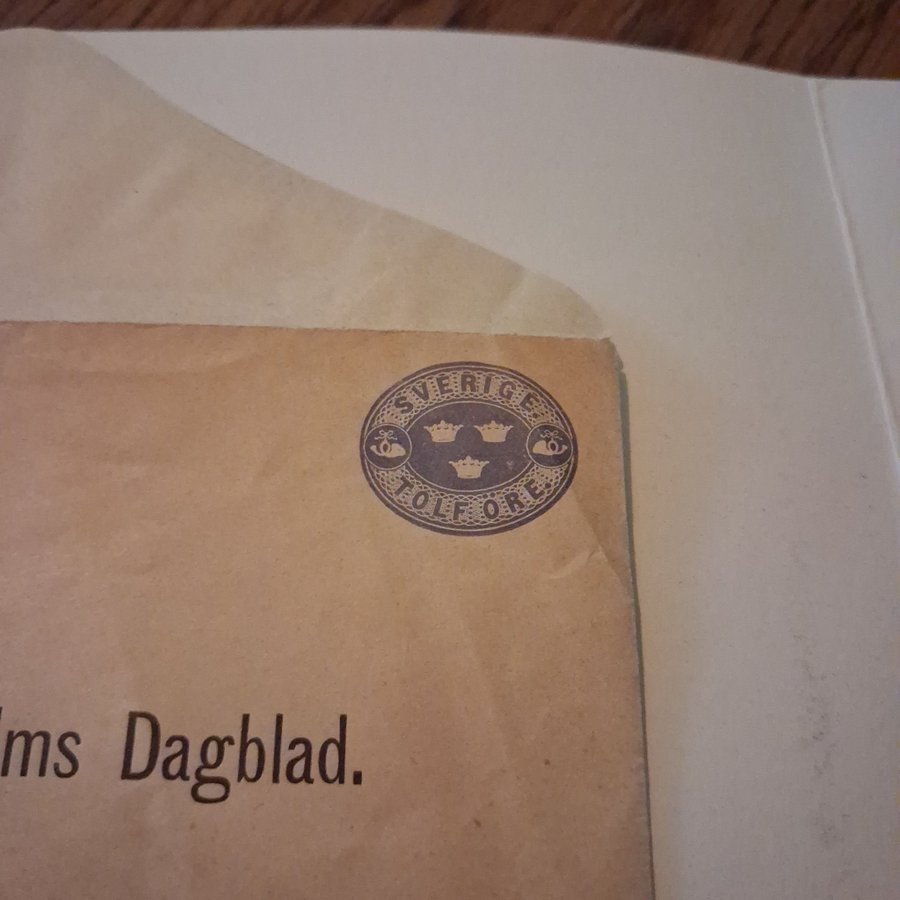 SVERIGE
TOLF ÖRE.
lms Dagblad.